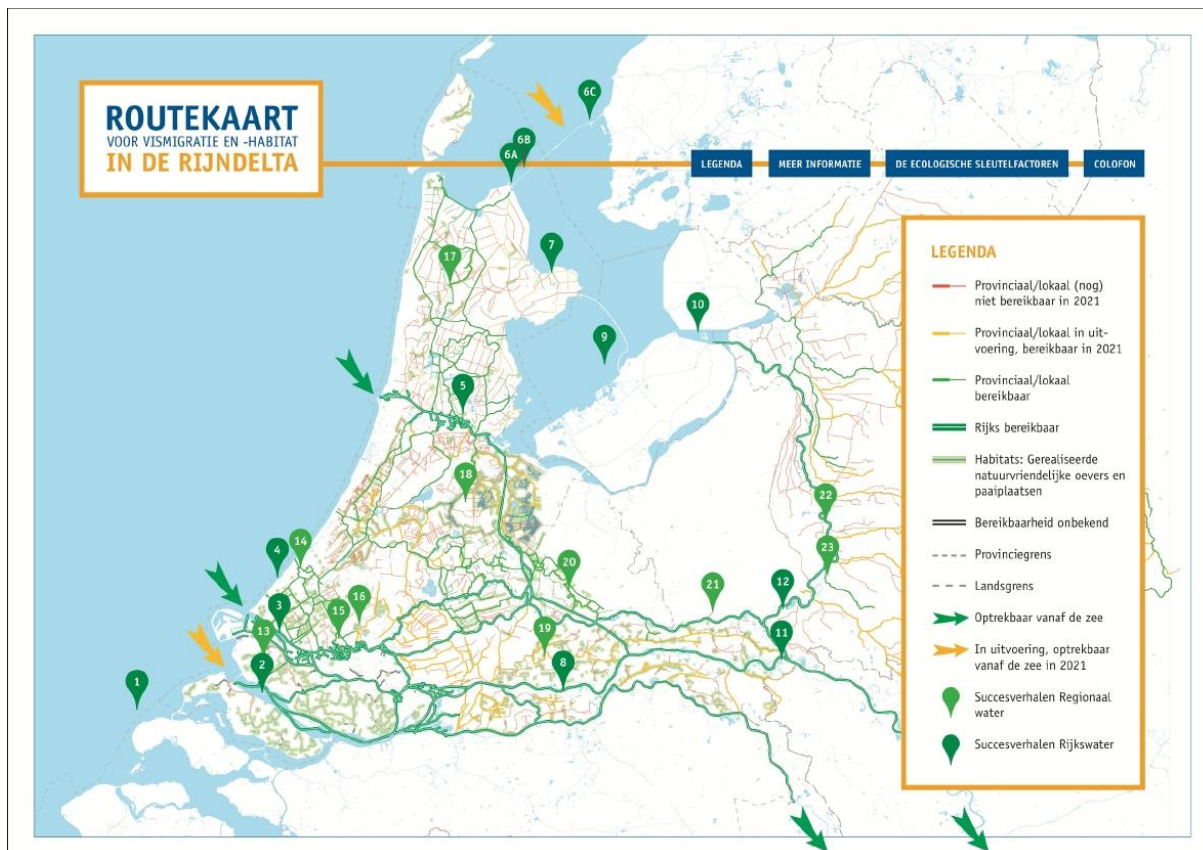 ROUTEKAART
VOOR VISMIGRATIE EN -HABITAT
IN DE RIJNDELTA
LEGENDA
MEER INFORMATIE
DE ECOLOGISCHE SLEUTELFACTOREN
COLOFON
6C
6B
6A
7
17
10
9
5
18
22
23
14
4
20
21
12
16
15
3
13
19
11
8
2
1
LEGENDA
Provinciaal/lokaal (nog)
niet bereikbaar in 2021
Provinciaal/lokaal in uit-
voering, bereikbaar in 2021
Provinciaal/lokaal
bereikbaar
Rijks bereikbaar
Habitats: Gerealiseerde
natuurvriendelijke oevers en
paaiplaatsen
Bereikbaarheid onbekend
Provinciegrens
Landsgrens
Optrekbaar vanaf de zee
In uitvoering, optrekbaar
vanaf de zee in 2021
Succesverhalen Regionaal
water
Succesverhalen Rijkswater